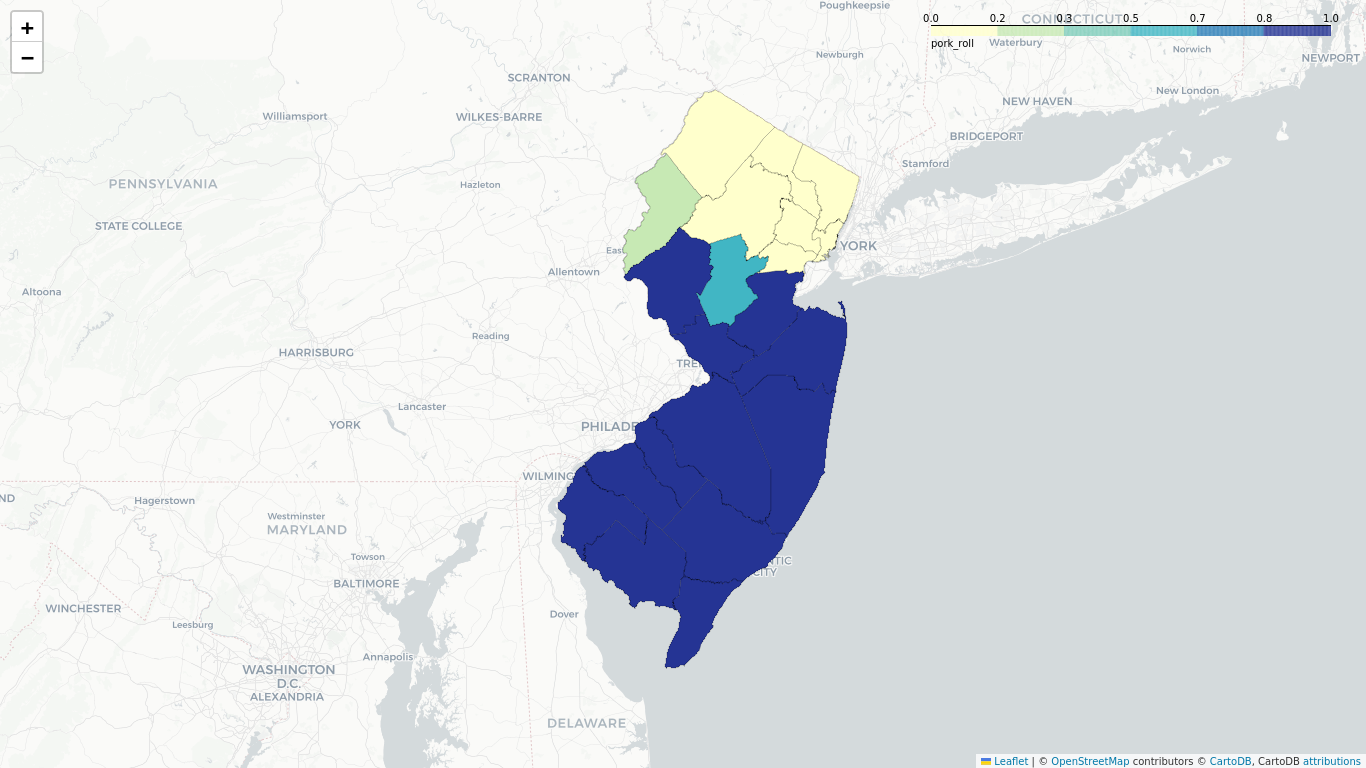 +
−
Poughkeepsie
0.0 0.2 0.3 0.5 0.7 0.8 1.0
CONNECTICUT
pork_roll
Waterbury
Norwich
Newburgh
NEWPORT
SCRANTON
New London
NEW HAVEN
WILKES-BARRE
Williamsport
BRIDGEPORT
Stamford
PENNSYLVANIA
Hazleton
STATE COLLEGE
YORK
Eas
Allentown
Altoona
Reading
HARRISBURG
TRE
Lancaster
YORK
PHILADE
WILMING
ND
Hagerstown
Westminster
MARYLAND
Towson
NTIC
CITY
BALTIMORE
WINCHESTER
Dover
Leesburg
Annapolis
WASHINGTON
D.C.
ALEXANDRIA
DELAWARE
Leaflet | © OpenStreetMap contributors © CartoDB, CartoDB attributions